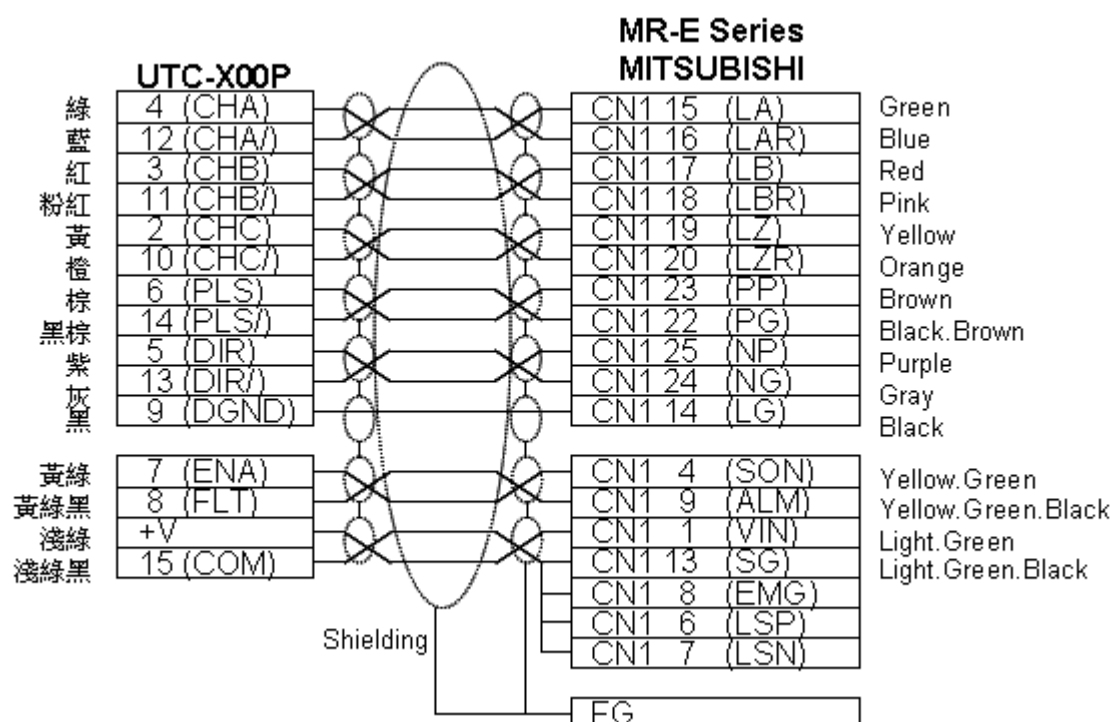 MR-E Series
UTC-X00P MITSUBISHI
綠 4 (CHA) CN1 15 (LA) Green
藍 12 (CHA/) CN1 16 (LAR) Blue
紅 3 (CHB) CN1 17 (LB) Red
粉紅 11 (CHB/) CN1 18 (LBR) Pink
黃 2 (CHC) CN1 19 (LZ) Yellow
橙 10 (CHC/) CN1 20 (LZR) Orange
棕 6 (PLS) CN1 23 (PP) Brown
黑棕 14 (PLS/) CN1 22 (PG) Black.Brown
紫 5 (DIR) CN1 25 (NP) Purple
灰 13 (DIR/) CN1 24 (NG) Gray
黑 9 (DGND) CN1 14 (LG) Black
黃綠 7 (ENA) CN1 4 (SON) Yellow.Green
黃綠黑 8 (FLT) CN1 9 (ALM) Yellow.Green.Black
淺綠 +V CN1 1 (VIN) Light.Green
淺綠黑 15 (COM) CN1 13 (SG) Light.Green.Black
CN1 8 (EMG)
CN1 6 (LSP)
Shielding CN1 7 (LSN)
FG